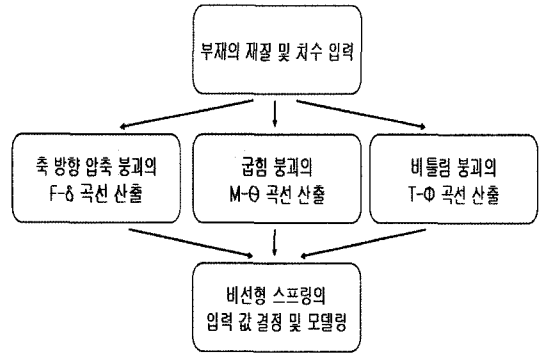 부재의 재질 및 치수 입력
축 방향 압축 붕괴의
F-δ 곡선 산출
굽힘 붕괴의
M-Θ 곡선 산출
비틀림 붕괴의
T-Φ 곡선 산출
비선형 스프링의
입력 값 결정 및 모델링